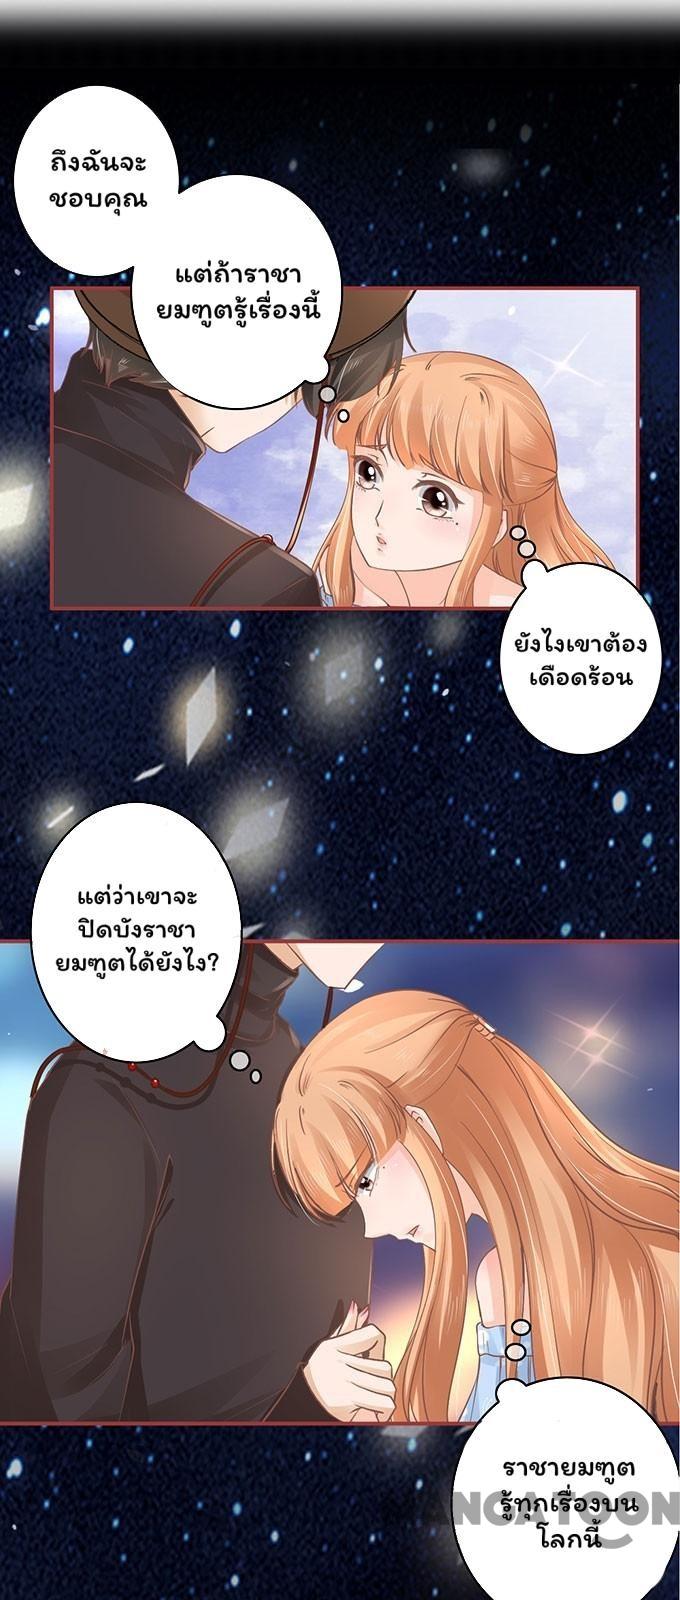 ถึงฉันจะ
ชอบคุณ
แต่ถ้าราชา
ยมฑูตรู้เรื่องนี้
ยังไงเขาต้อง
เดือดร้อน
แต่ว่าเขาจะ
ปิดบังราชา
ยมฑูตได้ยังไง?
ราชายมฑูต
รู้ทุกเรื่องบน
โลกนี้
MANGATOON